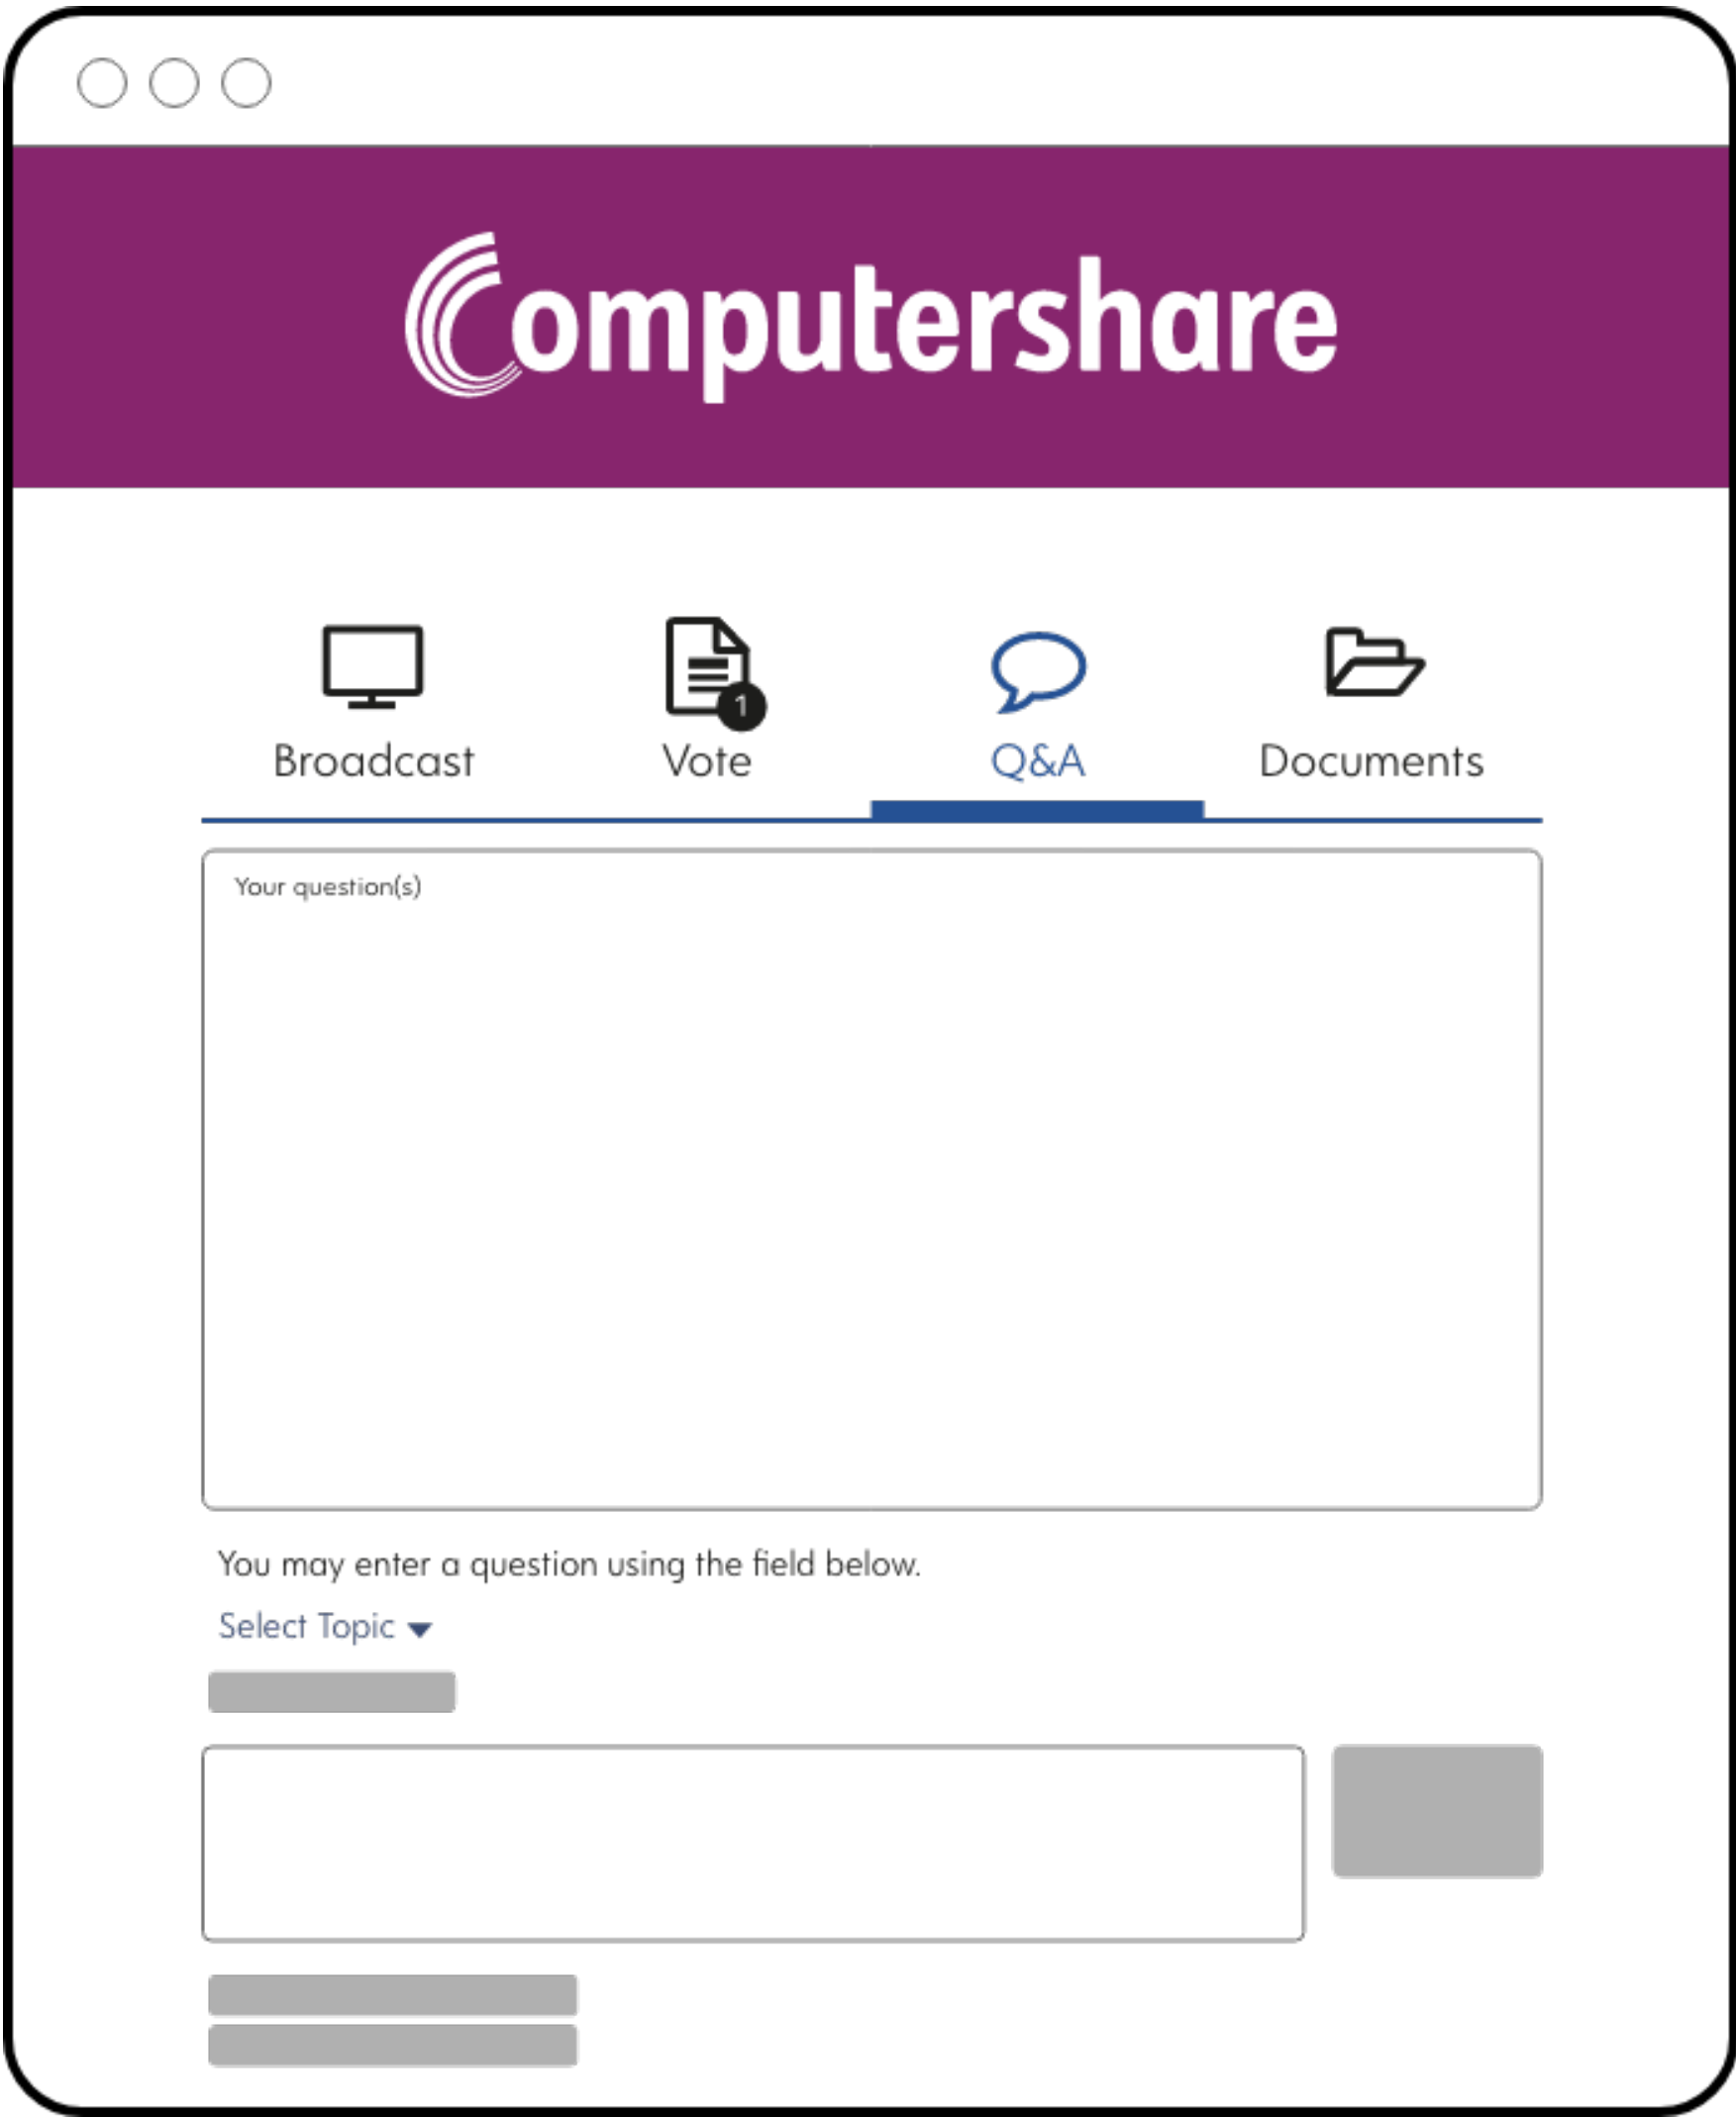 Computershare
1
Broadcast Vote Q&A Documents
Your question(s)
You may enter a question using the field below.
Select Topic